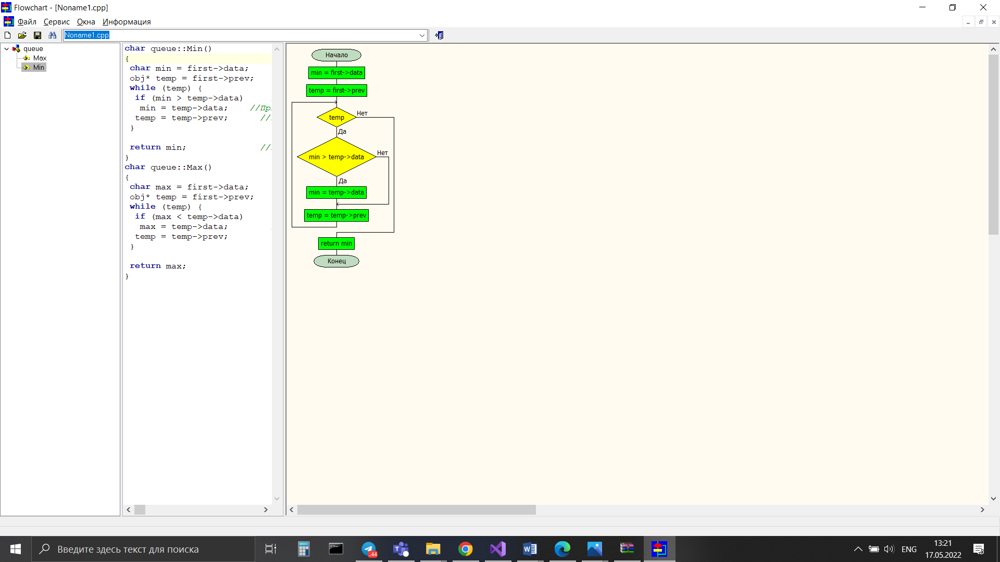 Flowchart - [Noname1.cpp]
Файл Сервис Окна Информация
Noname1.cpp
queue
Max
Min
char queue::Min()
{
char min = first->data;
obj* temp = first->prev;
while (temp) {
if (min > temp->data)
min = temp->data; //Пр
temp = temp->prev; //
}
return min; //
}
char queue::Max()
{
char max = first->data;
obj* temp = first->prev;
while (temp) {
if (max < temp->data)
max = temp->data;
temp = temp->prev;
}
return max;
}
Начало
min = first->data
temp = first->prev
temp
Нет
Да
min > temp->data
Нет
Да
min = temp->data
temp = temp->prev
return min
Конец
Введите здесь текст для поиска
44
ENG
13:21
17.05.2022